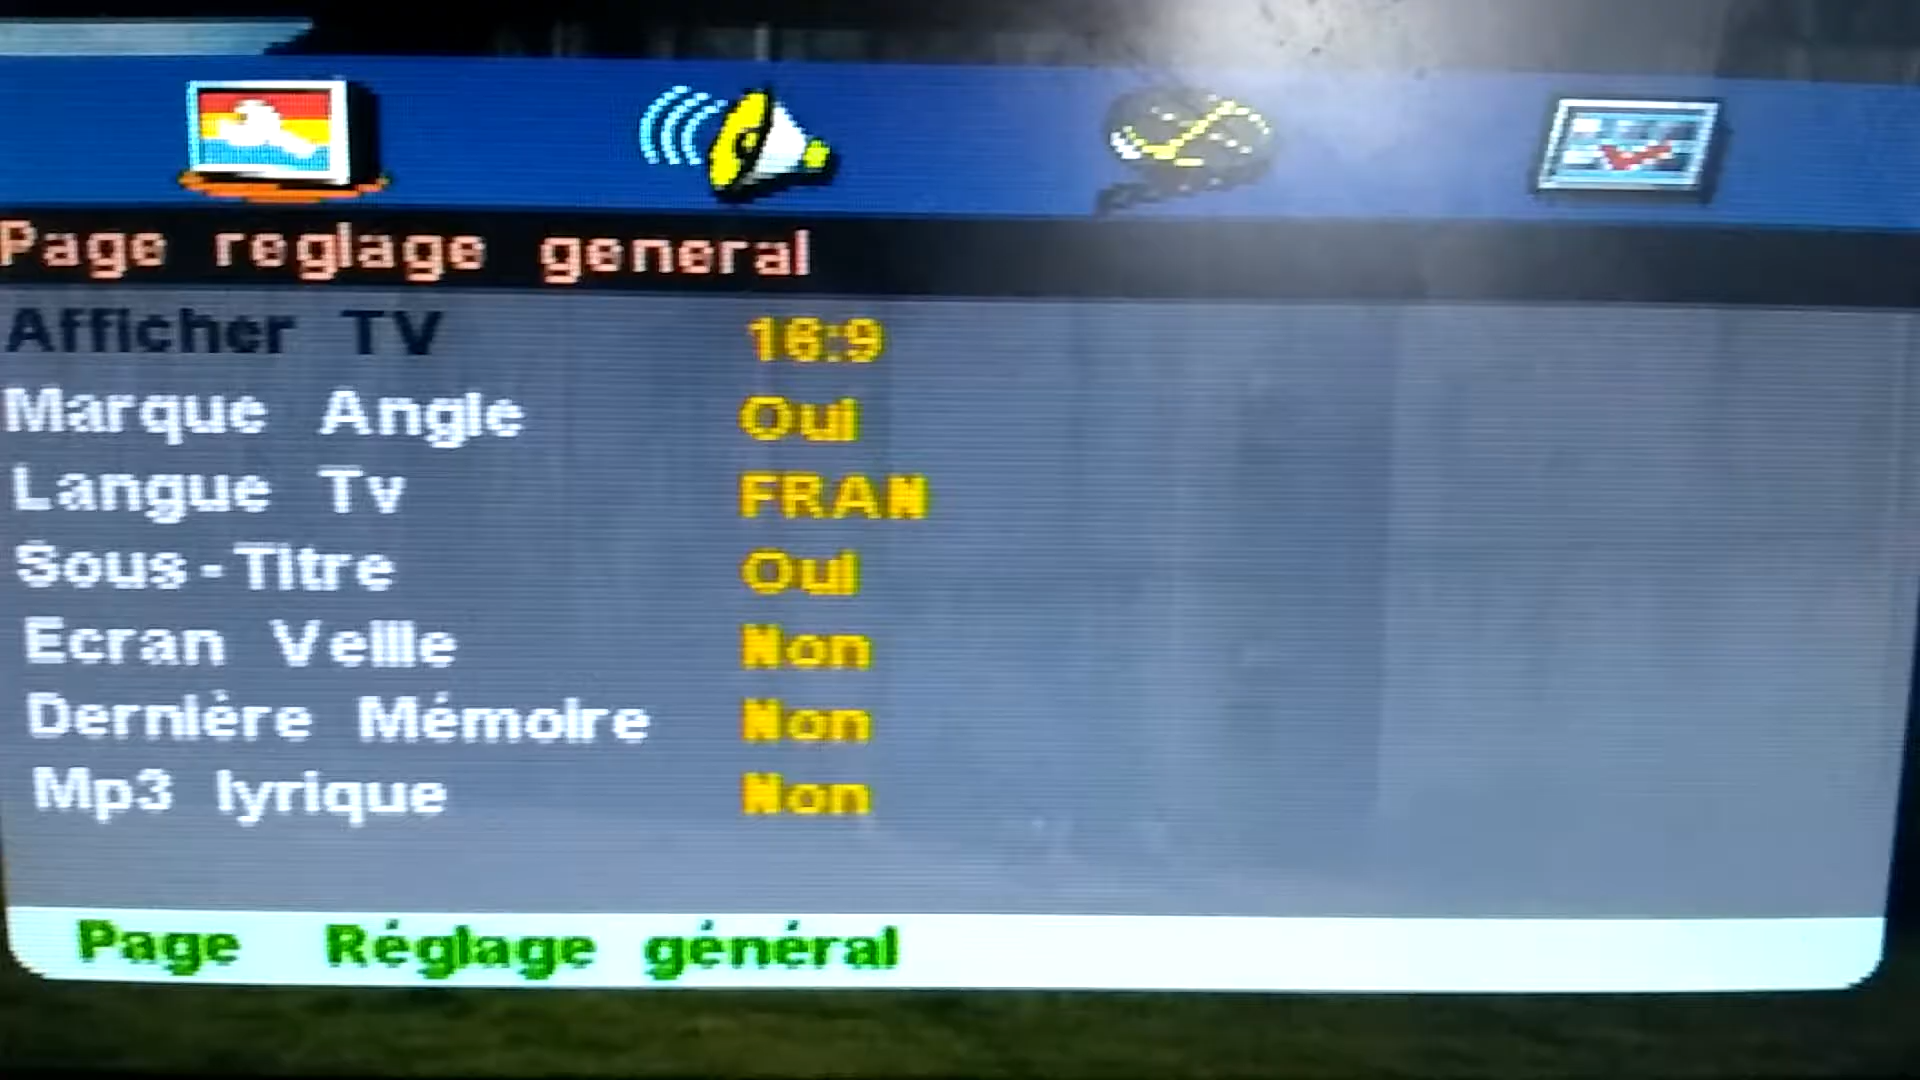 Page reglage general
Afficher TV 16:9
Marque Angle Oui
Langue Tv FRAN
Sous-Titre Oui
Ecran Veille Non
Dernière Mémoire Non
Mp3 lyrique Non
Page Réglage général